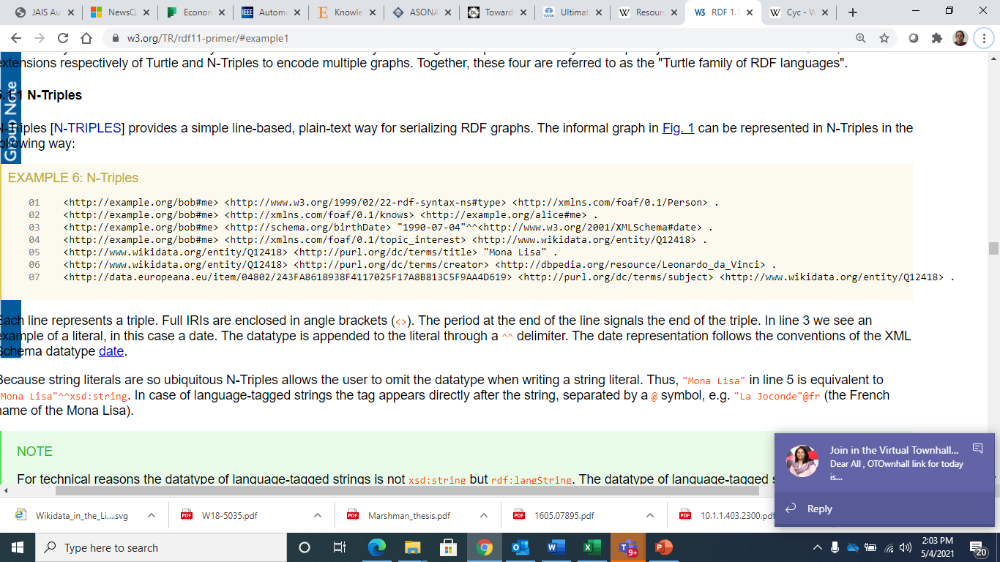 JAIS Au
NewsQ
Econor
IEEE Autom
Knowle
ASONA
Toward
TATA Ultimat
W Resour
W3 RDF 1.
W Cyc - W
w3.org/TR/rdf11-primer/#example1
extensions respectively of Turtle and N-Triples to encode multiple graphs. Together, these four are referred to as the "Turtle family of RDF languages".
Group Note
5.1.1 N-Triples
N-Triples [N-TRIPLES] provides a simple line-based, plain-text way for serializing RDF graphs. The informal graph in Fig. 1 can be represented in N-Triples in the
ollowing way:
EXAMPLE 6: N-Triples
01 <http://example.org/bob#me> <http://www.w3.org/1999/02/22-rdf-syntax-ns#type> <http://xmlns.com/foaf/0.1/Person> .
02 <http://example.org/bob#me> <http://xmlns.com/foaf/0.1/knows> <http://example.org/alice#me> .
03 <http://example.org/bob#me> <http://schema.org/birthDate> "1990-07-04"^^<http://www.w3.org/2001/XMLSchema#date> .
04 <http://example.org/bob#me> <http://xmlns.com/foaf/0.1/topic_interest> <http://www.wikidata.org/entity/Q12418> .
05 <http://www.wikidata.org/entity/Q12418> <http://purl.org/dc/terms/title> "Mona Lisa" .
06 <http://www.wikidata.org/entity/Q12418> <http://purl.org/dc/terms/creator> <http://dbpedia.org/resource/Leonardo_da_Vinci> .
07 <http://data.europeana.eu/item/04802/243FA8618938F4117025F17A8B813C5F9AA4D619> <http://purl.org/dc/terms/subject> <http://www.wikidata.org/entity/Q12418> .
Each line represents a triple. Full IRIs are enclosed in angle brackets (<>). The period at the end of the line signals the end of the triple. In line 3 we see an
example of a literal, in this case a date. The datatype is appended to the literal through a ^^ delimiter. The date representation follows the conventions of the XML
Schema datatype date.
Because string literals are so ubiquitous N-Triples allows the user to omit the datatype when writing a string literal. Thus, "Mona Lisa" in line 5 is equivalent to
Mona Lisa"^^xsd:string. In case of language-tagged strings the tag appears directly after the string, separated by a @ symbol, e.g. "La Joconde"@fr (the French
name of the Mona Lisa).
NOTE
For technical reasons the datatype of language-tagged strings is not xsd:string but rdf:langString. The datatype of language-tagged s
Join in the Virtual Townhall...
Dear All , OTOwnhall link for today
is...
Reply
Wikidata_in_the_Li....svg
PDF W18-5035.pdf
PDF Marshman_thesis.pdf
PDF 1605.07895.pdf
PDF 10.1.1.403.2300.pdf
Type here to search
9+
2:03 PM
5/4/2021
20